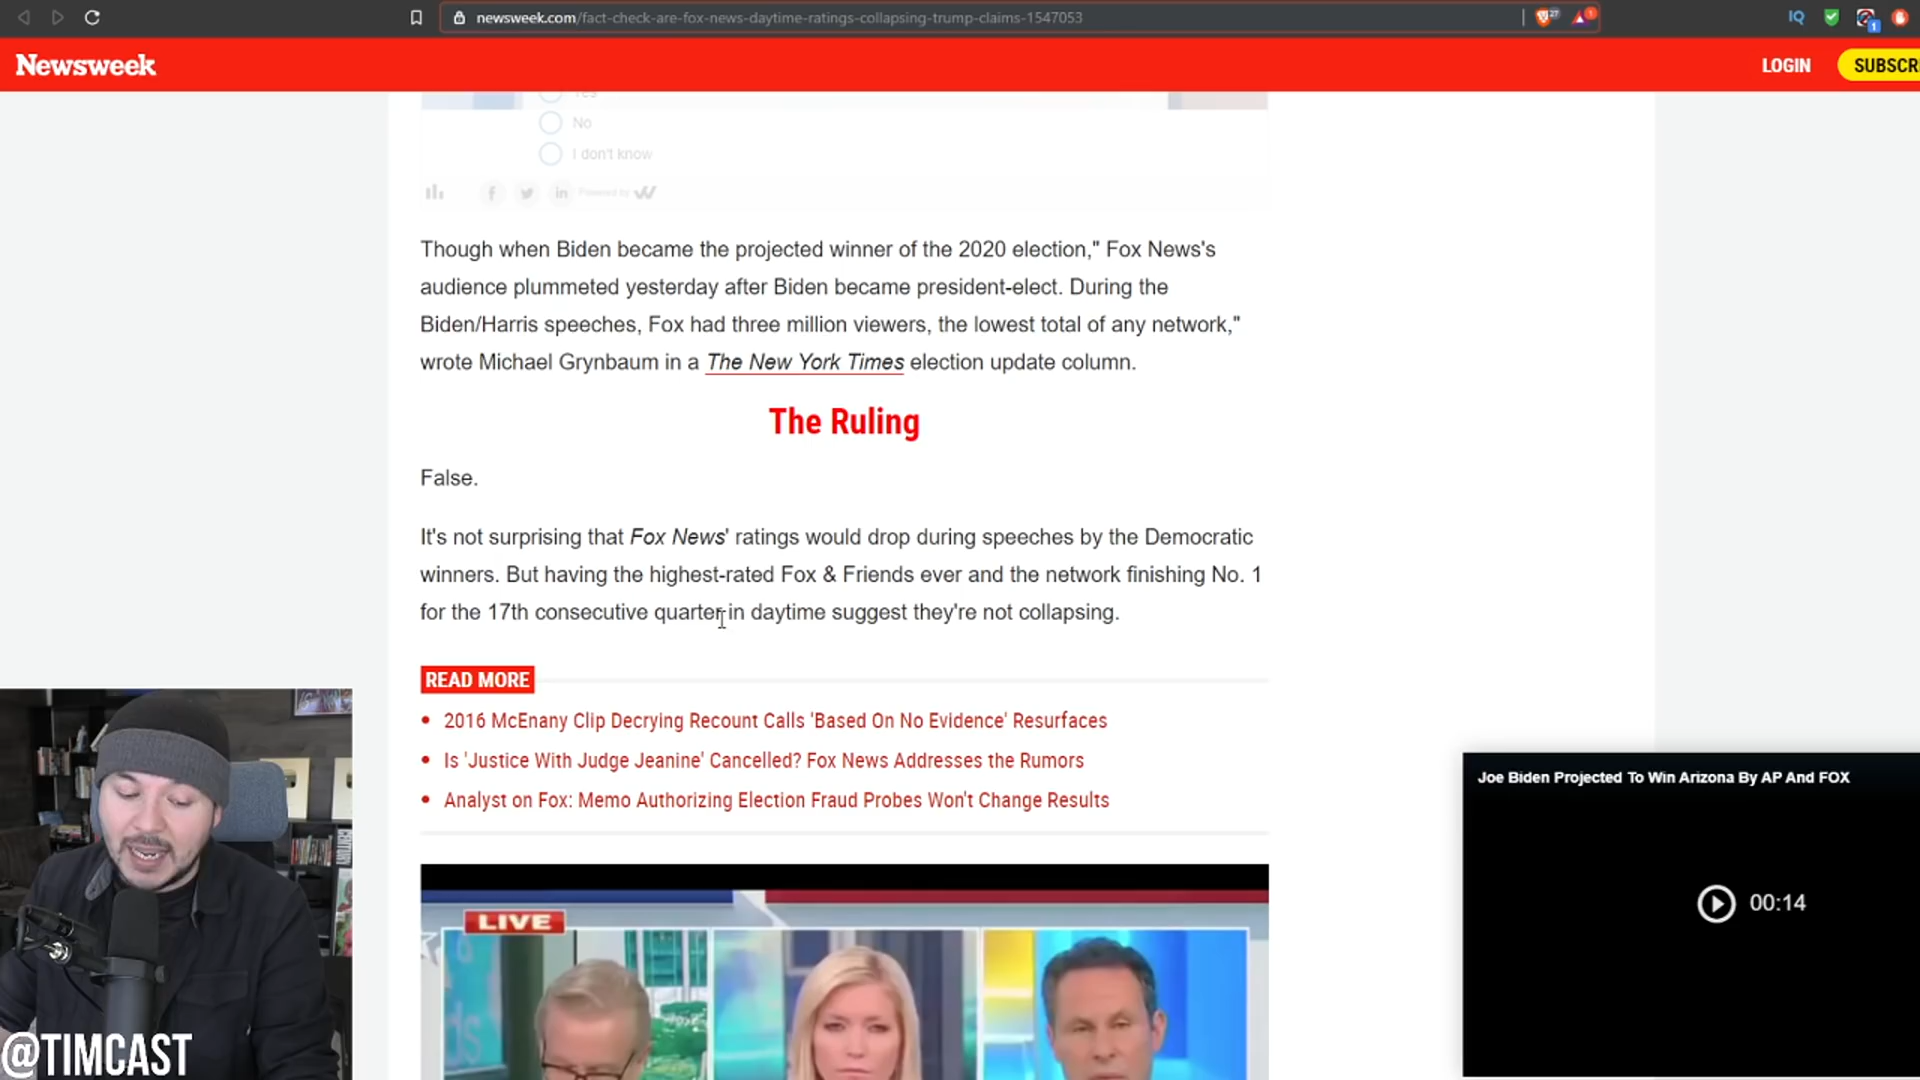 newsweek.com/fact-check-are-fox-news-daytime-ratings-collapsing-trump-claims-1547053
27
1
IQ
1
Newsweek
LOGIN
SUBSCR
Yes
No
I don't know
Powered by
Though when Biden became the projected winner of the 2020 election," Fox News's
audience plummeted yesterday after Biden became president-elect. During the
Biden/Harris speeches, Fox had three million viewers, the lowest total of any network,"
wrote Michael Grynbaum in a The New York Times election update column.
The Ruling
False.
It's not surprising that Fox News' ratings would drop during speeches by the Democratic
winners. But having the highest-rated Fox & Friends ever and the network finishing No. 1
for the 17th consecutive quarter in daytime suggest they're not collapsing.
READ MORE
2016 McEnany Clip Decrying Recount Calls 'Based On No Evidence' Resurfaces
Is 'Justice With Judge Jeanine' Cancelled? Fox News Addresses the Rumors
Analyst on Fox: Memo Authorizing Election Fraud Probes Won't Change Results
Joe Biden Projected To Win Arizona By AP And FOX
00:14
LIVE
@TIMCAST